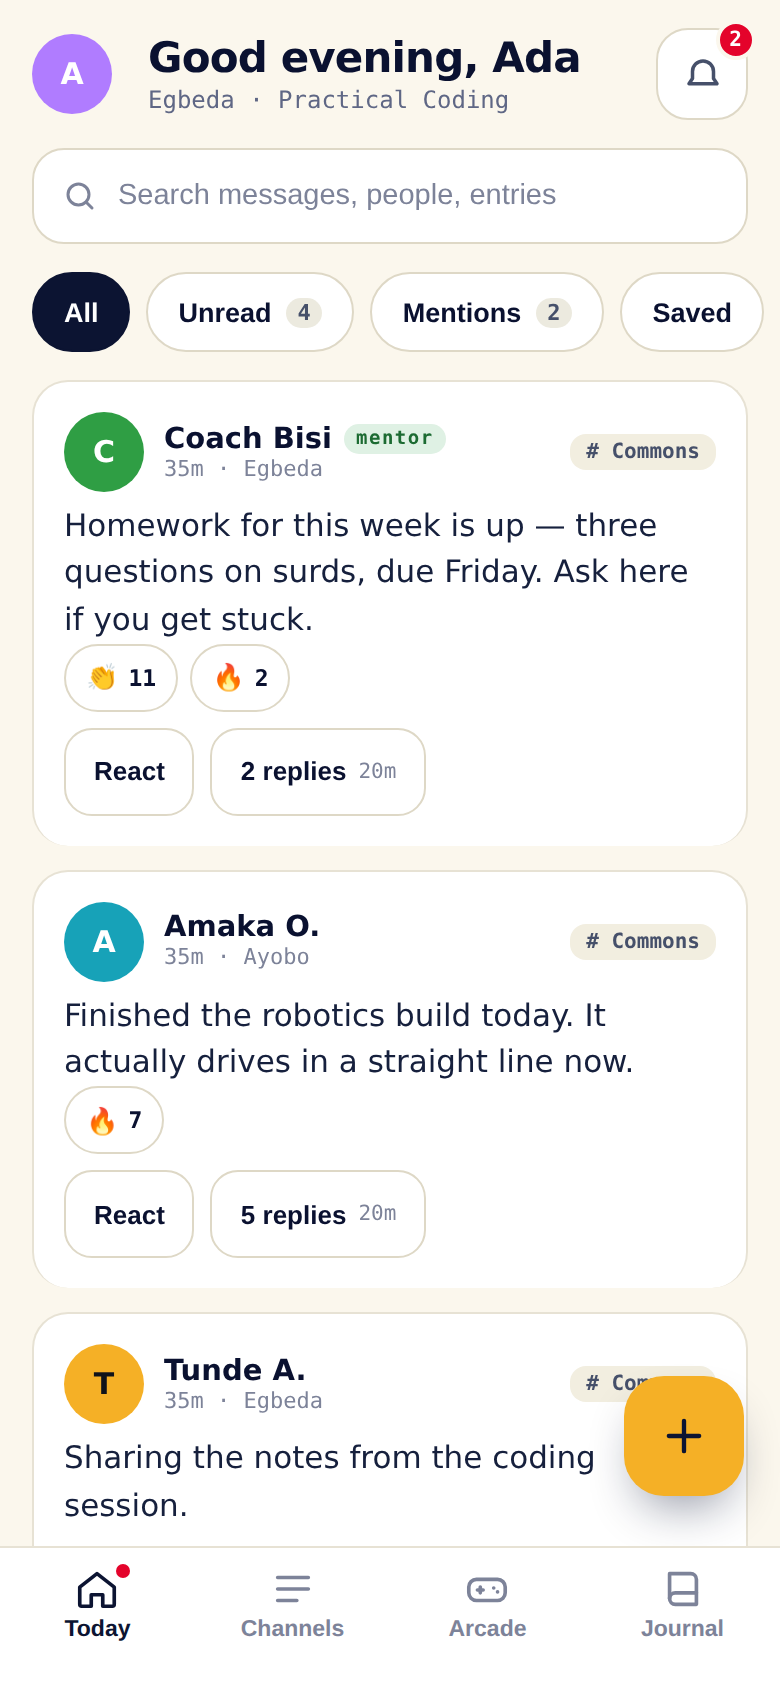 A
Good evening, Ada
Egbeda · Practical Coding
2
Search messages, people, entries
All
Unread 4
Mentions 2
Saved
C
Coach Bisi mentor
35m · Egbeda
# Commons
Homework for this week is up — three
questions on surds, due Friday. Ask here
if you get stuck.
👏 11
🔥 2
React
2 replies 20m
A
Amaka O.
35m · Ayobo
# Commons
Finished the robotics build today. It
actually drives in a straight line now.
🔥 7
React
5 replies 20m
T
Tunde A.
35m · Egbeda
#
Sharing the notes from the coding
session.
Today
Channels
Arcade
Journal